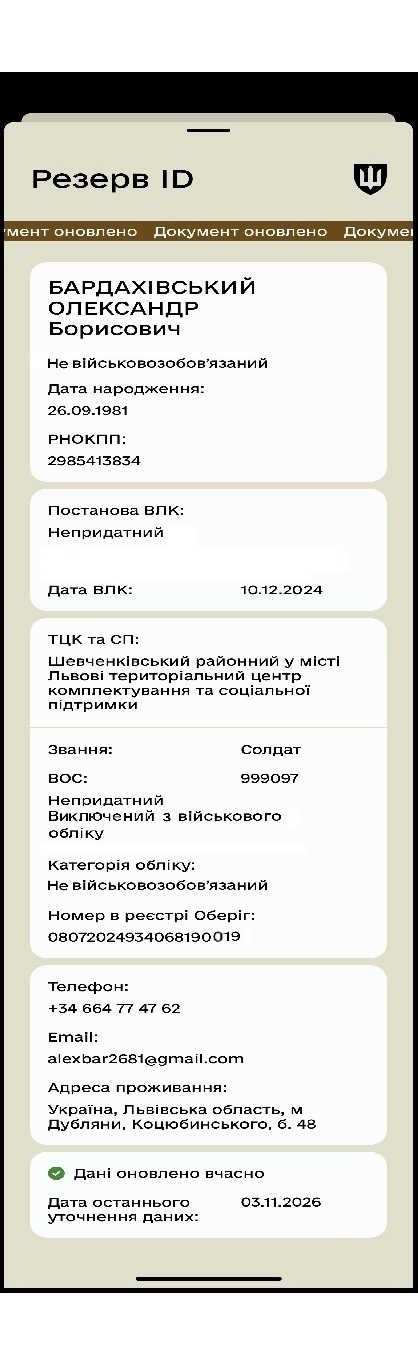 Резерв ID
умент оновлено Документ оновлено Докумен
БАРДАХІВСЬКИЙ
ОЛЕКСАНДР
Борисович
Не військовозобов'язаний
Дата народження:
26.09.1981
РНОКПП:
2985413834
Постанова ВЛК:
Непридатний
Дата ВЛК: 10.12.2024
ТЦК та СП:
Шевченківський районний у місті
Львові територіальний центр
комплектування та соціальної
підтримки
Звання: Солдат
ВОС: 999097
Непридатний
Виключений з військового
обліку
Категорія обліку:
Не військовозобов'язаний
Номер в реєстрі Оберіг:
080720249340681900019
Телефон:
+34 664 77 47 62
Email:
alexbar2681@gmail.com
Адреса проживання:
Україна, Львівська область, м
Дубляни, Коцюбинського, б. 48
Дані оновлено вчасно
Дата останнього 03.11.2026
уточнення даних: